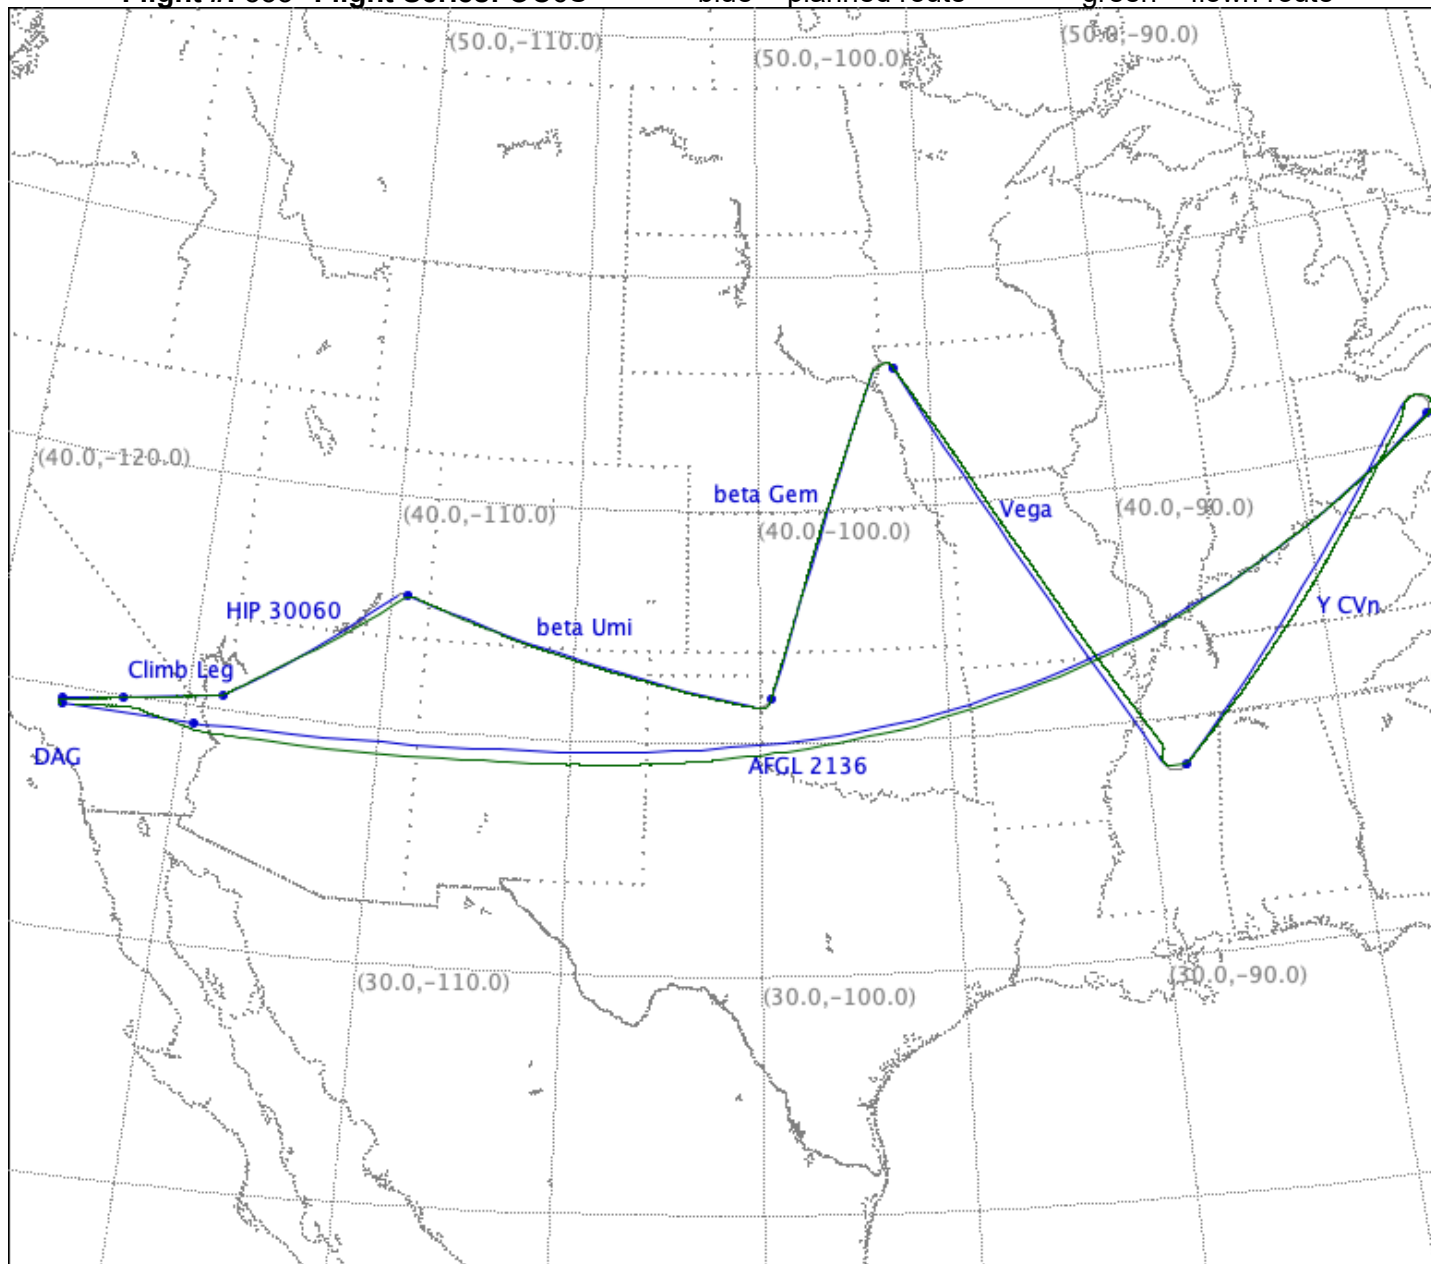 (50.0,-110.0)
(50.0,-100.0)
(50.0,-90.0)
(40.0,-120.0)
(40.0,-110.0)
(40.0,-100.0)
(40.0,-90.0)
beta Gem
Vega
HIP 30060
beta Umi
Y CVn
Climb Leg
DAG
AFGL 2136
(30.0,-110.0)
(30.0,-100.0)
(30.0,-90.0)